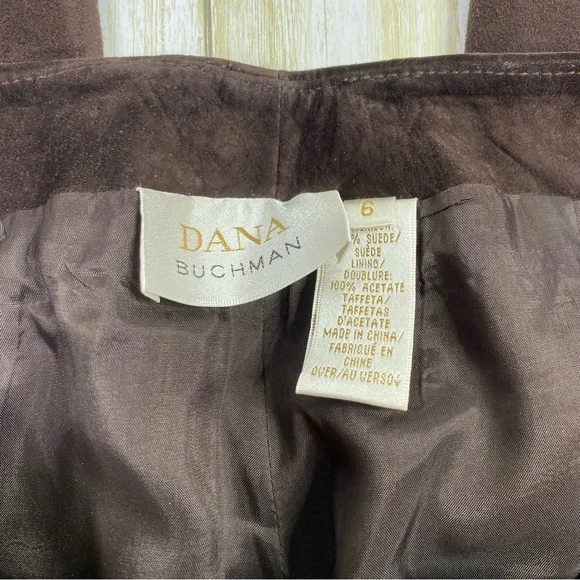 DANA
BUCHMAN
6
% SUEDE/
SUÈDE
LINING/
DOUBLURE:
100% ACETATE
TAFFETA/
TAFFETAS
D'ACETATE
MADE IN CHINA/
FABRIQUÉ EN
CHINE
OVER/AU VERSO